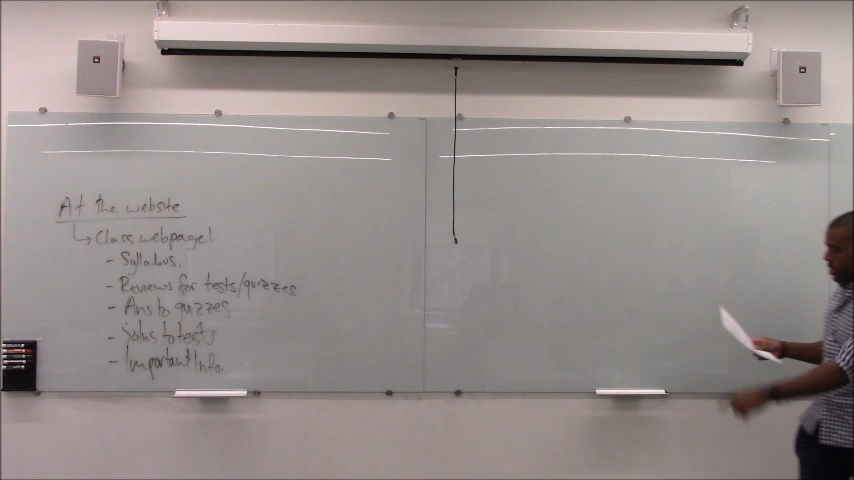 At the website
Class webpage!
- Syllabus.
- Reviews for tests/quizzes.
- Ans to quizzes
- Solns to tests
- Important Info.